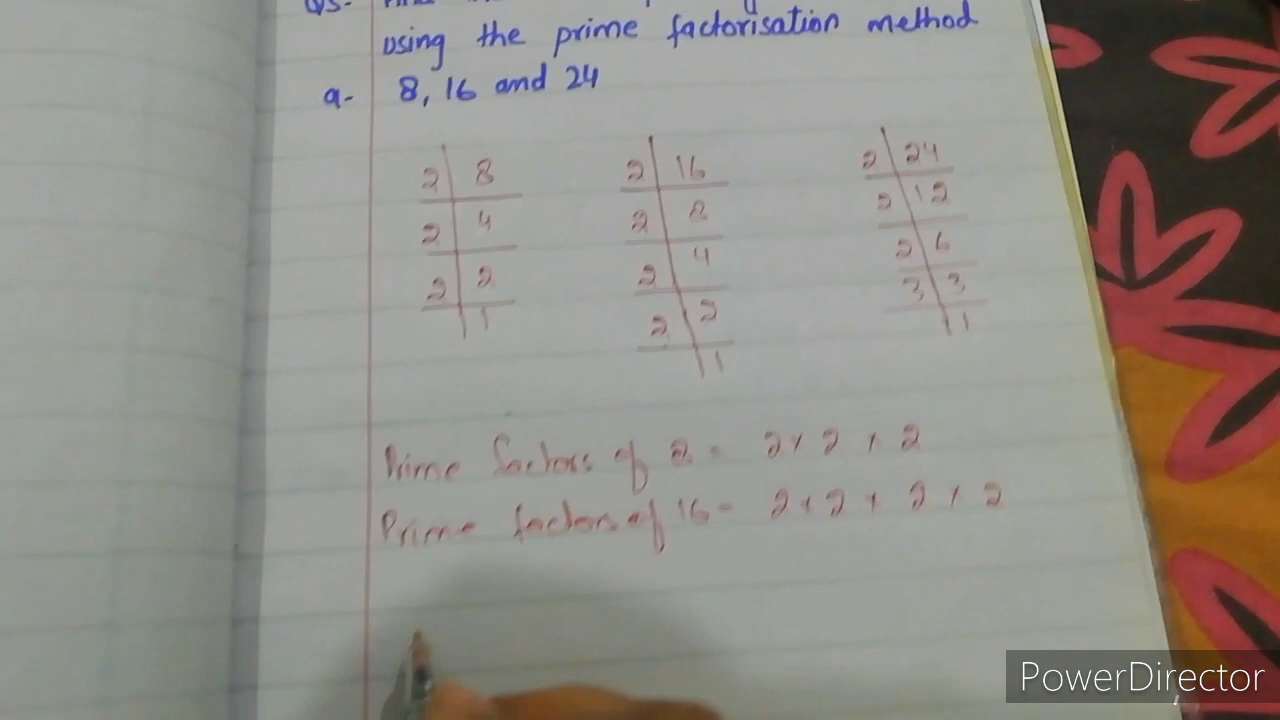 Q5-
using the prime factorisation method
a- 8, 16 and 24
2 8
2 4
2 2
1
2 16
2 8
2 4
2 2
1
2 24
2 12
2 6
3 3
1
Prime factors of 8 = 2 × 2 × 2
Prime factors of 16 = 2 × 2 × 2 × 2
PowerDirector